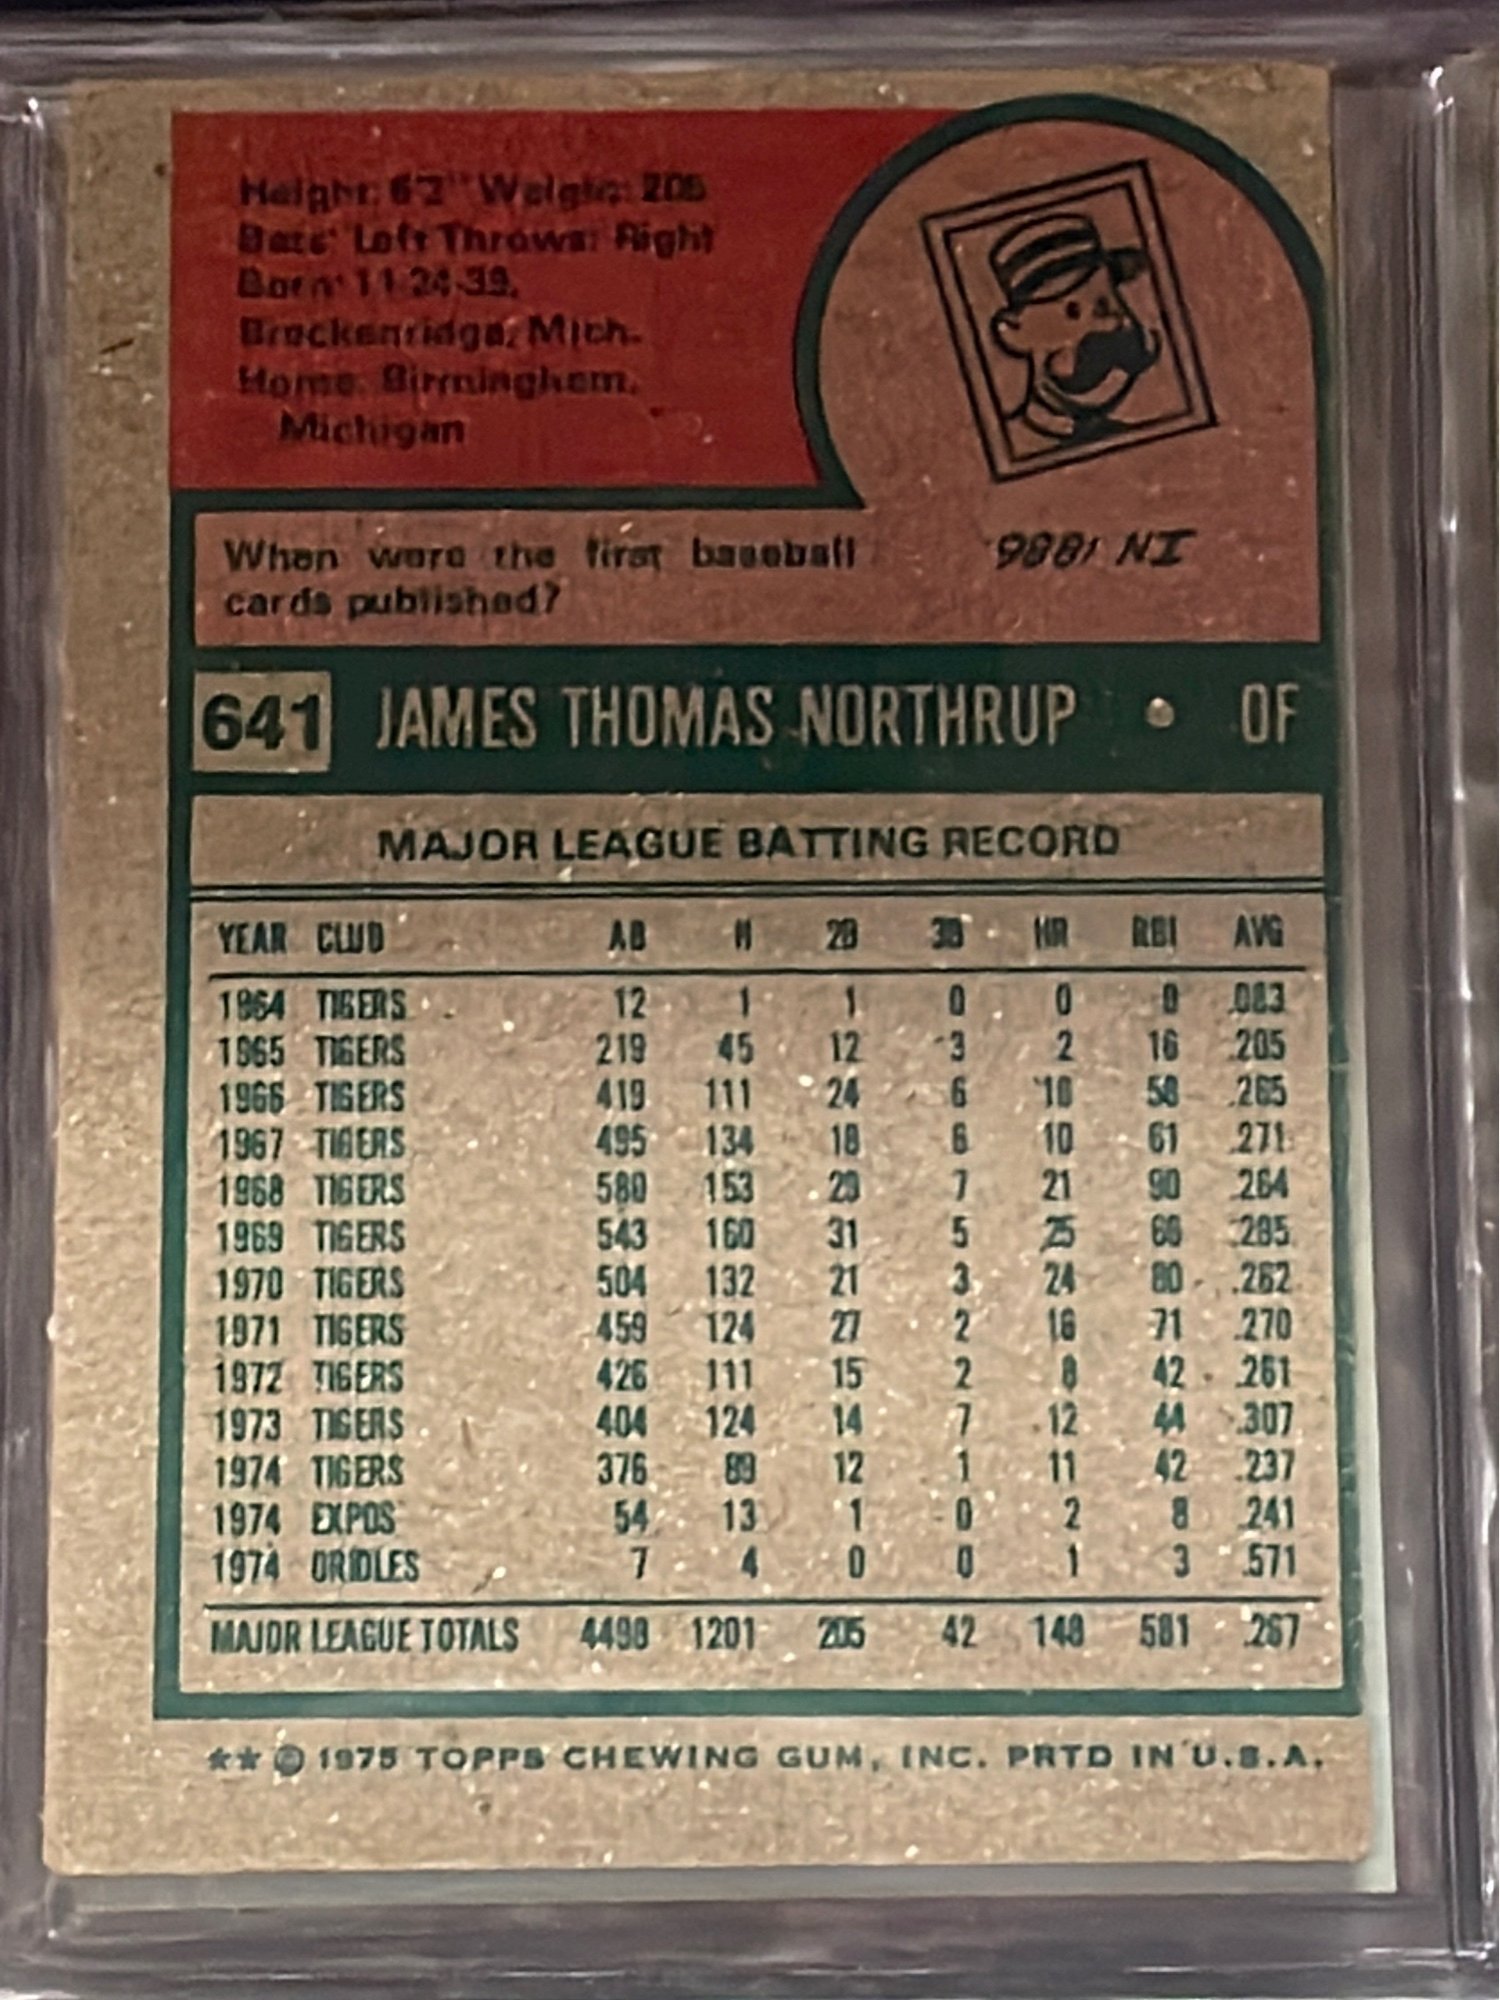 Height: 6'2" Weight: 205
Bats: Left Throws: Right
Born: 11-24-39,
Breckenridge, Mich.
Home: Birmingham,
Michigan
When were the first baseball
cards published?
IN 1886
641 JAMES THOMAS NORTHRUP • OF
MAJOR LEAGUE BATTING RECORD
YEAR CLUB AB H 2B 3B HR RBI AVG
1964 TIGERS 12 1 1 0 0 0 .083
1965 TIGERS 219 45 12 3 2 16 .205
1966 TIGERS 419 111 24 6 16 58 .265
1967 TIGERS 495 134 18 6 10 61 .271
1968 TIGERS 580 153 29 7 21 90 .264
1969 TIGERS 543 160 31 5 25 66 .295
1970 TIGERS 504 132 21 3 24 80 .262
1971 TIGERS 459 124 27 2 16 71 .270
1972 TIGERS 426 111 15 2 8 42 .261
1973 TIGERS 404 124 14 7 12 44 .307
1974 TIGERS 376 89 12 1 11 42 .237
1974 EXPOS 54 13 1 0 2 8 .241
1974 ORIOLES 7 4 0 0 1 3 .571
MAJOR LEAGUE TOTALS 4498 1201 205 42 148 581 .267
**© 1975 TOPPS CHEWING GUM, INC. PRTD IN U.S.A.